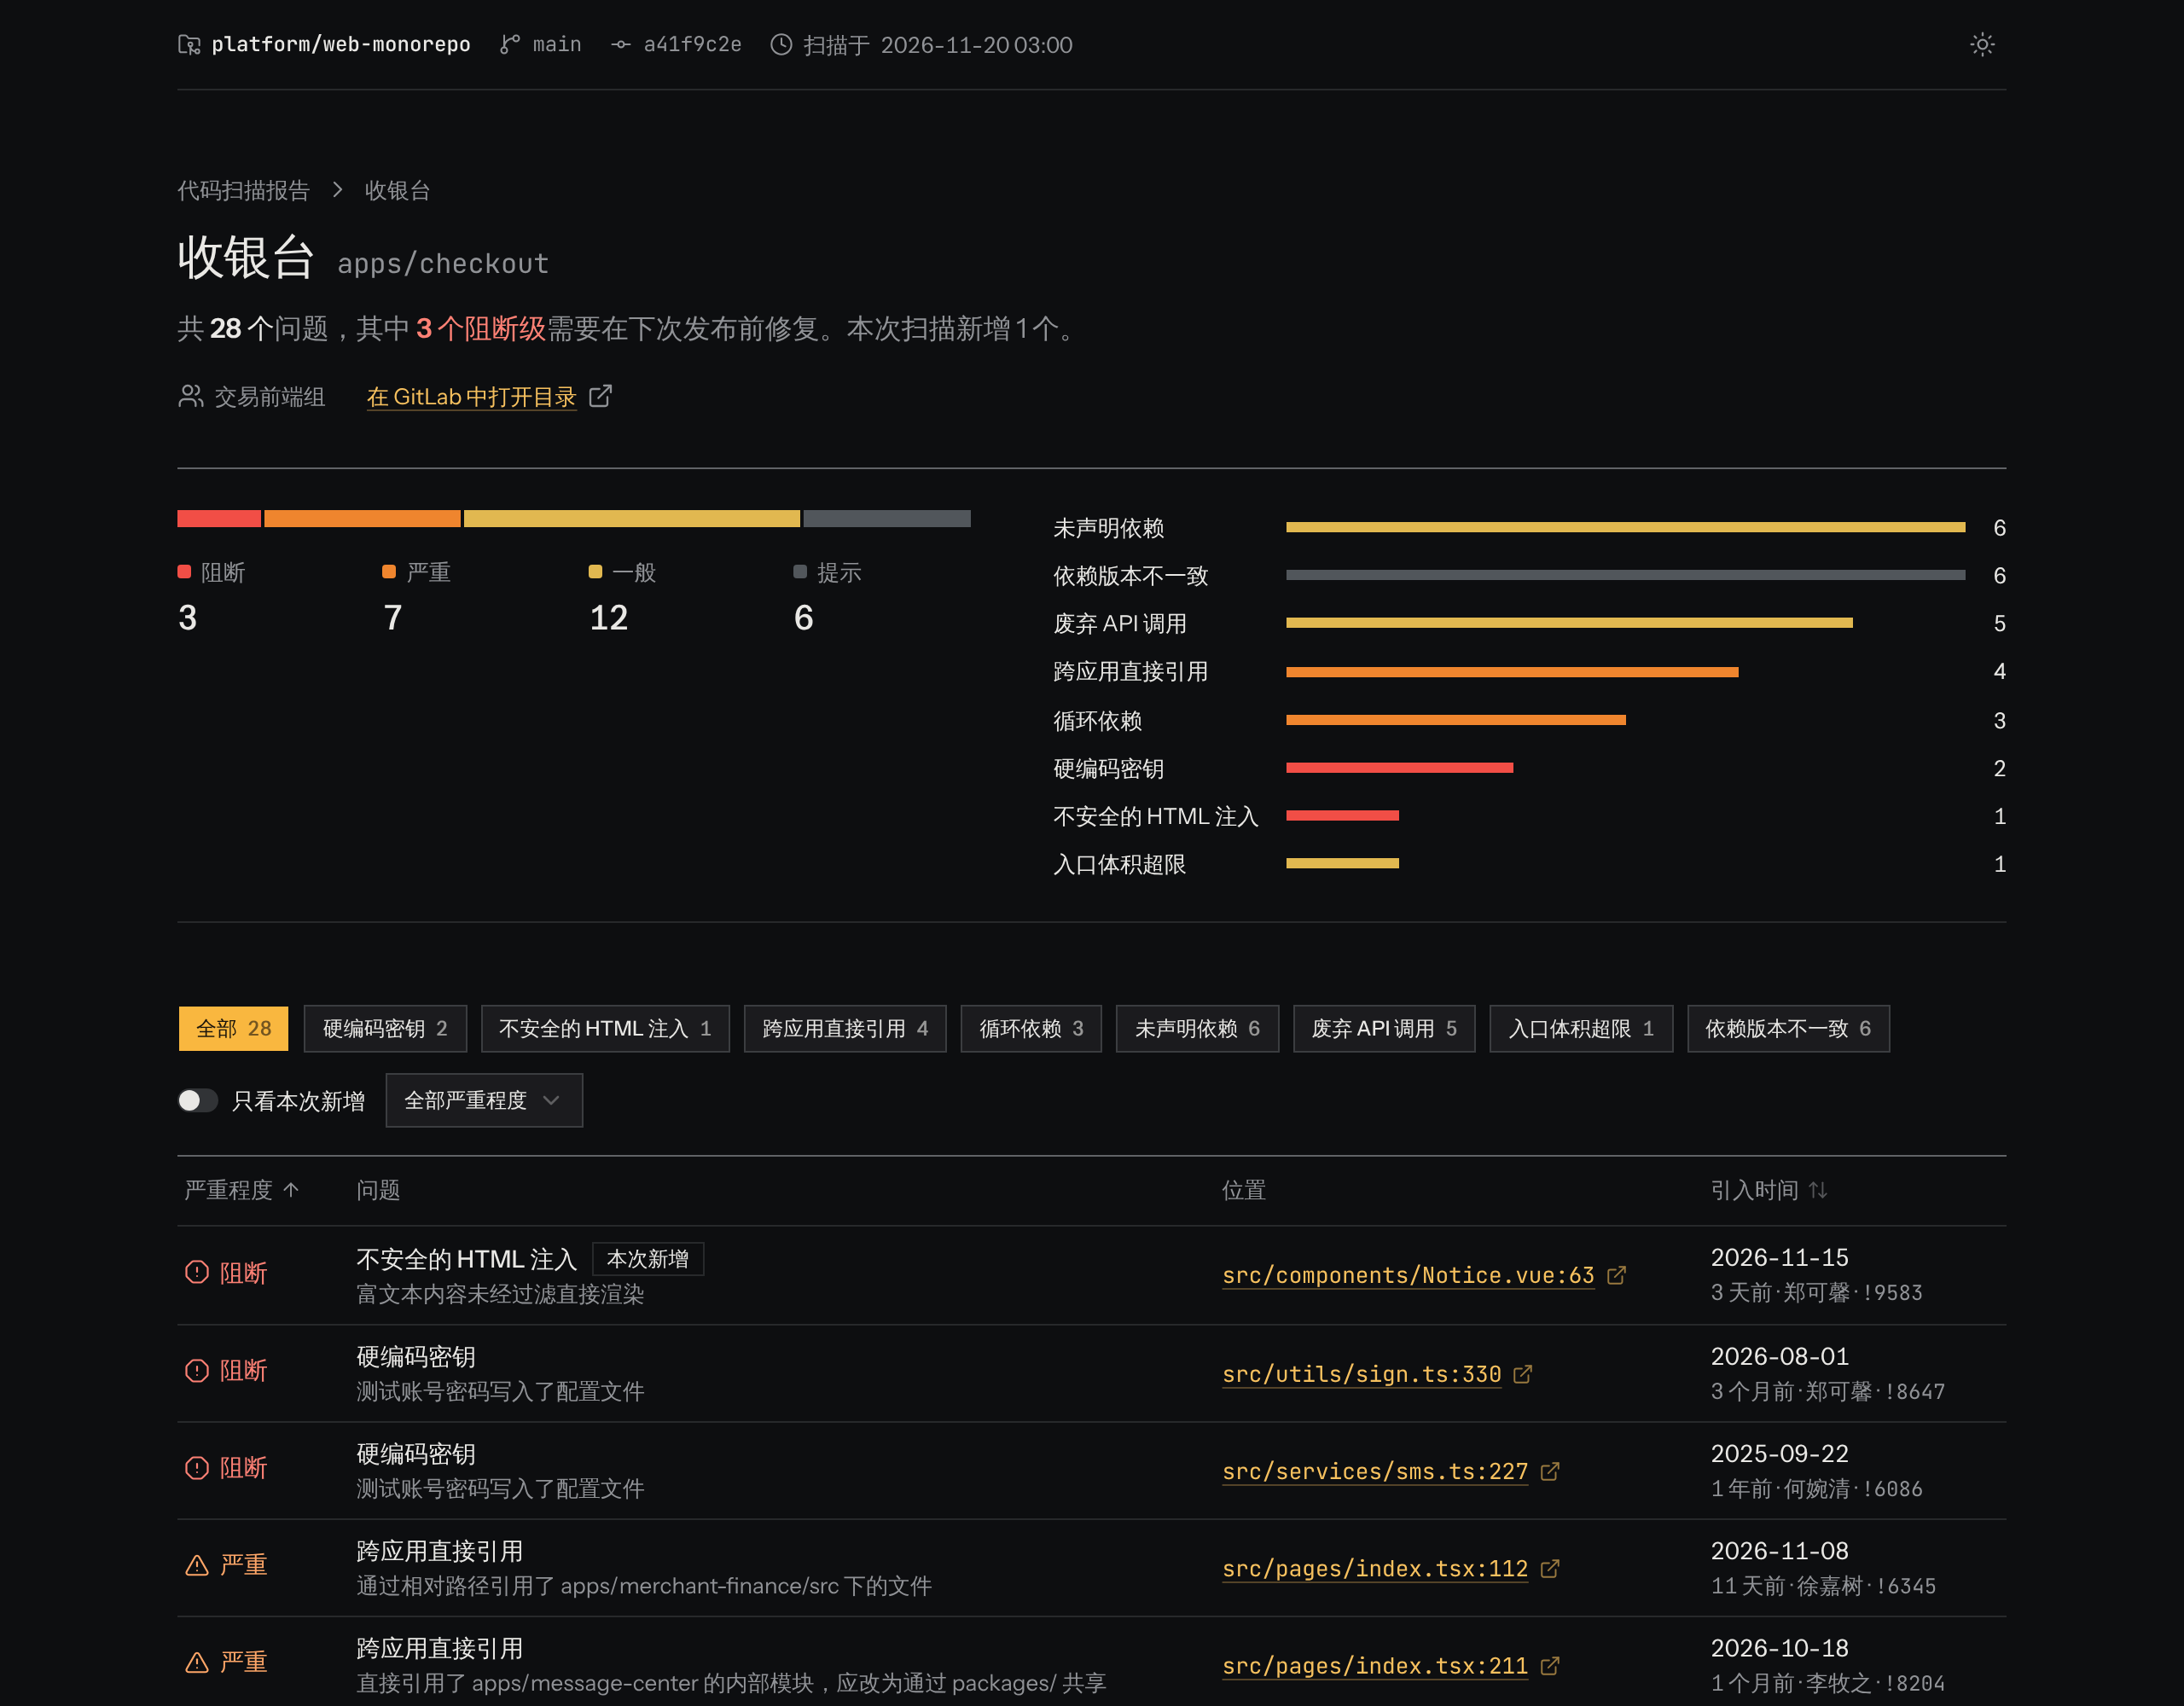 platform/web-monorepo main a41f9c2e 扫描于 2026-11-20 03:00
代码扫描报告 收银台
收银台 apps/checkout
共 28 个问题，其中 3 个阻断级需要在下次发布前修复。本次扫描新增 1 个。
交易前端组 在 GitLab 中打开目录
阻断 严重 一般 提示
3 7 12 6
未声明依赖 6
依赖版本不一致 6
废弃 API 调用 5
跨应用直接引用 4
循环依赖 3
硬编码密钥 2
不安全的 HTML 注入 1
入口体积超限 1
全部 28 硬编码密钥 2 不安全的 HTML 注入 1 跨应用直接引用 4 循环依赖 3 未声明依赖 6 废弃 API 调用 5 入口体积超限 1 依赖版本不一致 6
只看本次新增 全部严重程度
严重程度 问题 位置 引入时间
阻断 不安全的 HTML 注入 本次新增 src/components/Notice.vue:63 2026-11-15
富文本内容未经过滤直接渲染 3 天前·郑可馨·!9583
阻断 硬编码密钥 src/utils/sign.ts:330 2026-08-01
测试账号密码写入了配置文件 3 个月前·郑可馨·!8647
阻断 硬编码密钥 src/services/sms.ts:227 2025-09-22
测试账号密码写入了配置文件 1 年前·何婉清·!6086
严重 跨应用直接引用 src/pages/index.tsx:112 2026-11-08
通过相对路径引用了 apps/merchant-finance/src 下的文件 11 天前·徐嘉树·!6345
严重 跨应用直接引用 src/pages/index.tsx:211 2026-10-18
直接引用了 apps/message-center 的内部模块，应改为通过 packages/ 共享 1 个月前·李牧之·!8204